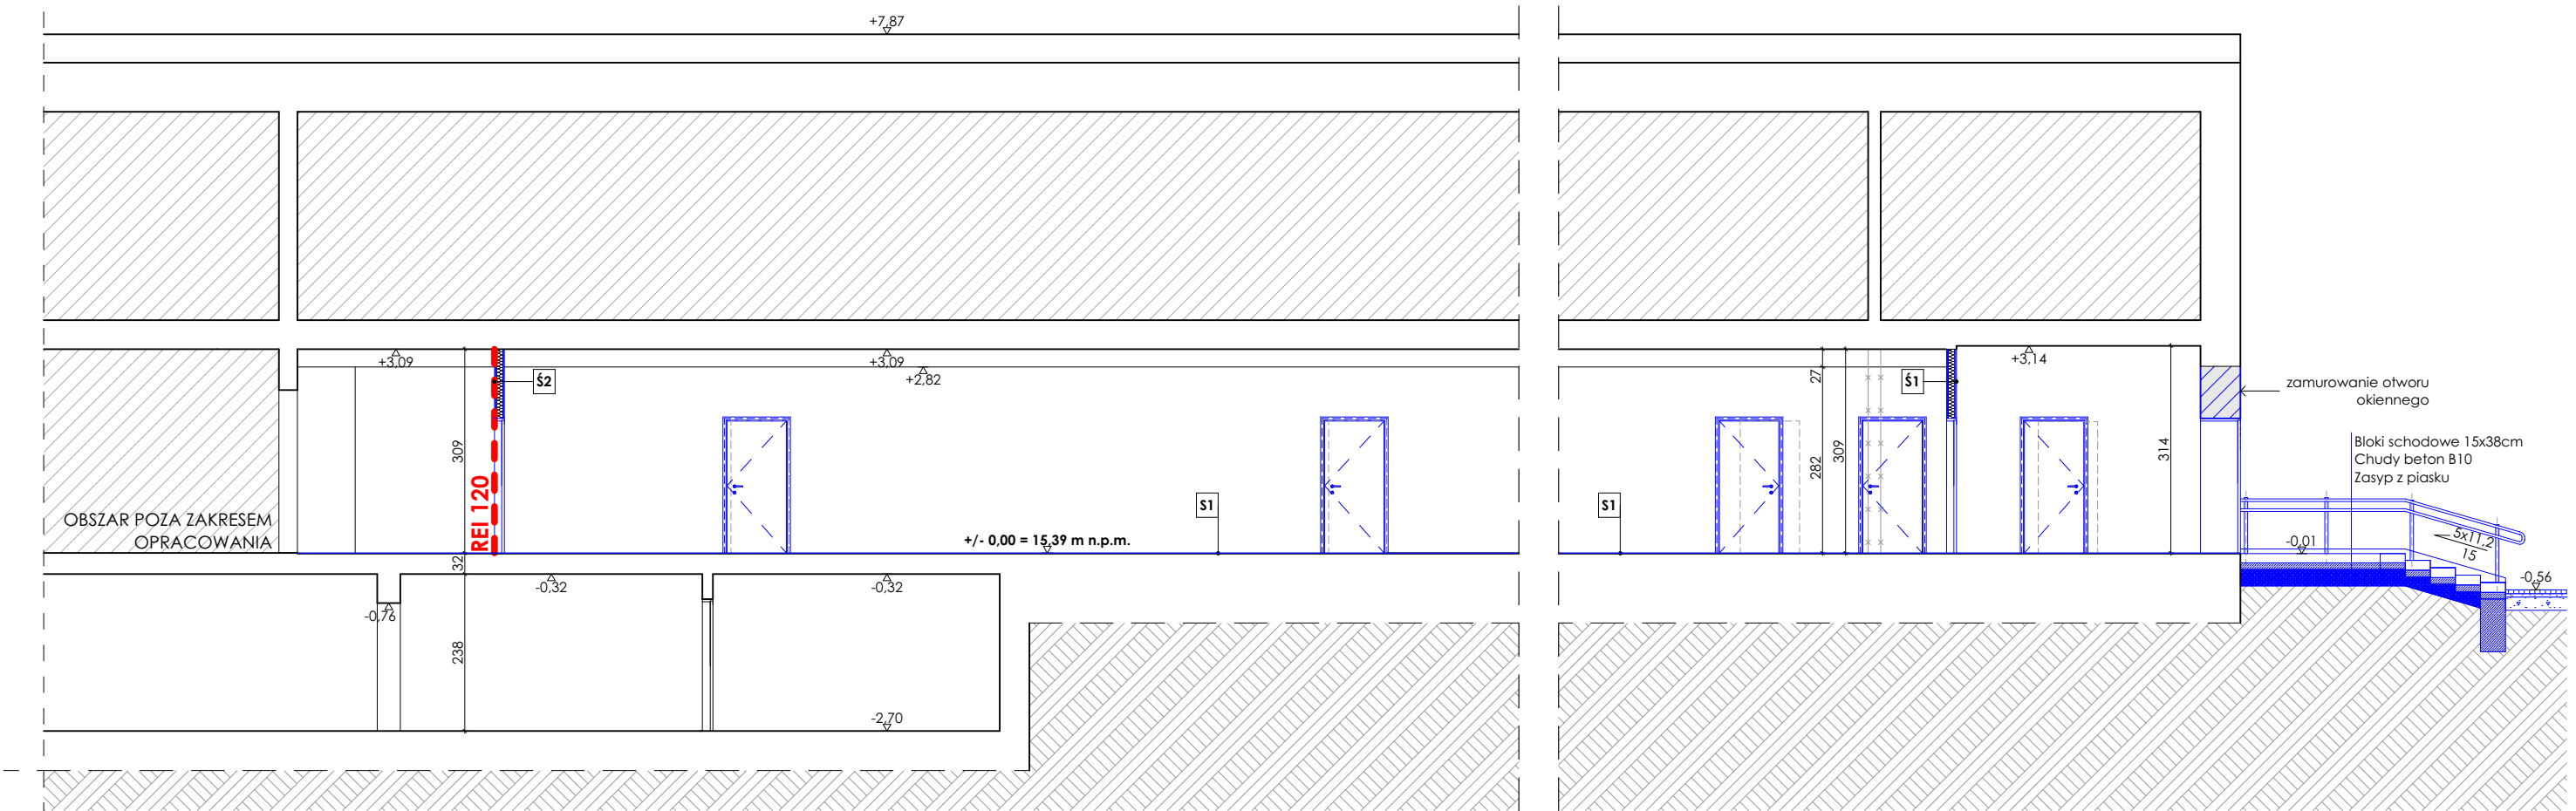 +7,87
+3,09
+3,09
+2,82
+3,14
Ś2
Ś1
27
zamurowanie otworu
okiennego
309
282
309
314
Bloki schodowe 15x38cm
Chudy beton B10
Zasyp z piasku
REI 120
S1
S1
OBSZAR POZA ZAKRESEM
OPRACOWANIA
+/- 0,00 = 15,39 m n.p.m.
-0,01
5x11,2
15
32
-0,32
-0,32
-0,56
-0,76
238
-2,70